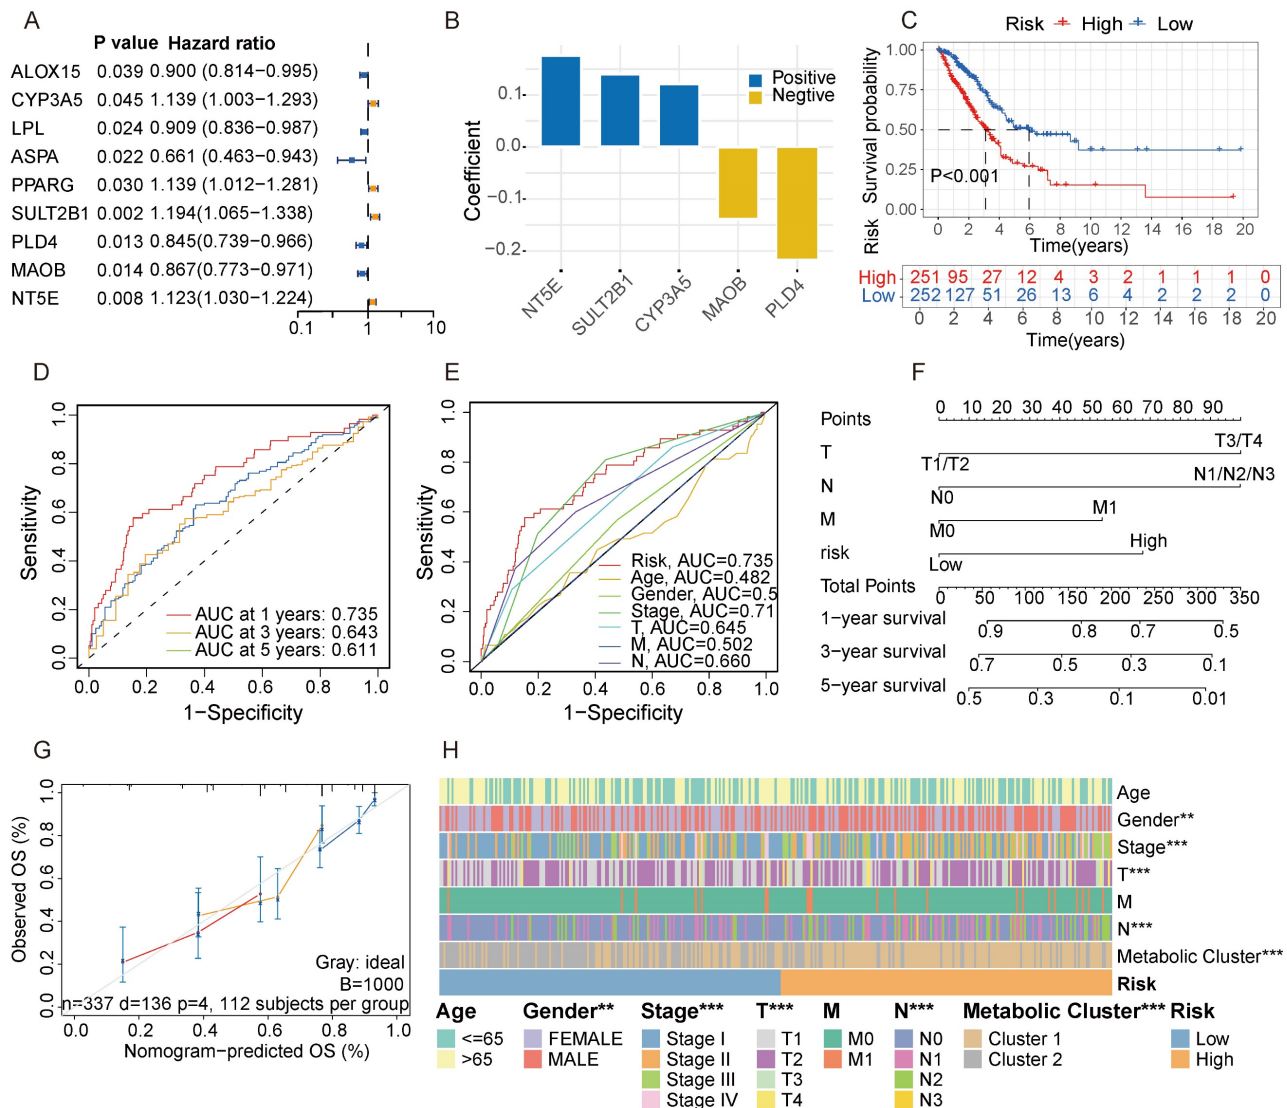 A
P value Hazard ratio
ALOX15 0.039 0.900 (0.814−0.995)
CYP3A5 0.045 1.139 (1.003−1.293)
LPL 0.024 0.909 (0.836−0.987)
ASPA 0.022 0.661 (0.463−0.943)
PPARG 0.030 1.139 (1.012−1.281)
SULT2B1 0.002 1.194(1.065−1.338)
PLD4 0.013 0.845(0.739−0.966)
MAOB 0.014 0.867(0.773−0.971)
NT5E 0.008 1.123(1.030−1.224)
0.1 1 10
B
Coefficient
0.1
0.0
−0.1
−0.2
Positive
Negtive
NT5E SULT2B1 CYP3A5 MAOB PLD4
C
Risk High Low
Survival probability
1.00
0.75
0.50
0.25
0.00
P<0.001
0 2 4 6 8 10 12 14 16 18 20
Time(years)
Risk
High 251 95 27 12 4 3 2 1 1 1 0
Low 252 127 51 26 13 6 4 2 2 2 0
0 2 4 6 8 10 12 14 16 18 20
Time(years)
D
Sensitivity
1.0
0.8
0.6
0.4
0.2
0.0
AUC at 1 years: 0.735
AUC at 3 years: 0.643
AUC at 5 years: 0.611
0.0 0.2 0.4 0.6 0.8 1.0
1−Specificity
E
Sensitivity
1.0
0.8
0.6
0.4
0.2
0.0
Risk, AUC=0.735
Age, AUC=0.482
Gender, AUC=0.5
Stage, AUC=0.71
T, AUC=0.645
M, AUC=0.502
N, AUC=0.660
0.0 0.2 0.4 0.6 0.8 1.0
1−Specificity
F
0 10 20 30 40 50 60 70 80 90
Points
T3/T4
T
T1/T2
N1/N2/N3
N
N0
M1
M
M0
High
risk
Low
Total Points
0 50 100 150 200 250 300 350
1−year survival
0.9 0.8 0.7 0.5
3−year survival
0.7 0.5 0.3 0.1
5−year survival
0.5 0.3 0.1 0.01
G
Observed OS (%)
1.0
0.8
0.6
0.4
0.2
0.0
Gray: ideal
B=1000
n=337 d=136 p=4, 112 subjects per group
0.0 0.2 0.4 0.6 0.8 1.0
Nomogram−predicted OS (%)
H
Age
Gender**
Stage***
T***
M
N***
Metabolic Cluster***
Risk
Age Gender** Stage*** T*** M N*** Metabolic Cluster*** Risk
<=65 FEMALE Stage I T1 M0 N0 Cluster 1 Low
>65 MALE Stage II T2 M1 N1 Cluster 2 High
Stage III T3 N2
Stage IV T4 N3